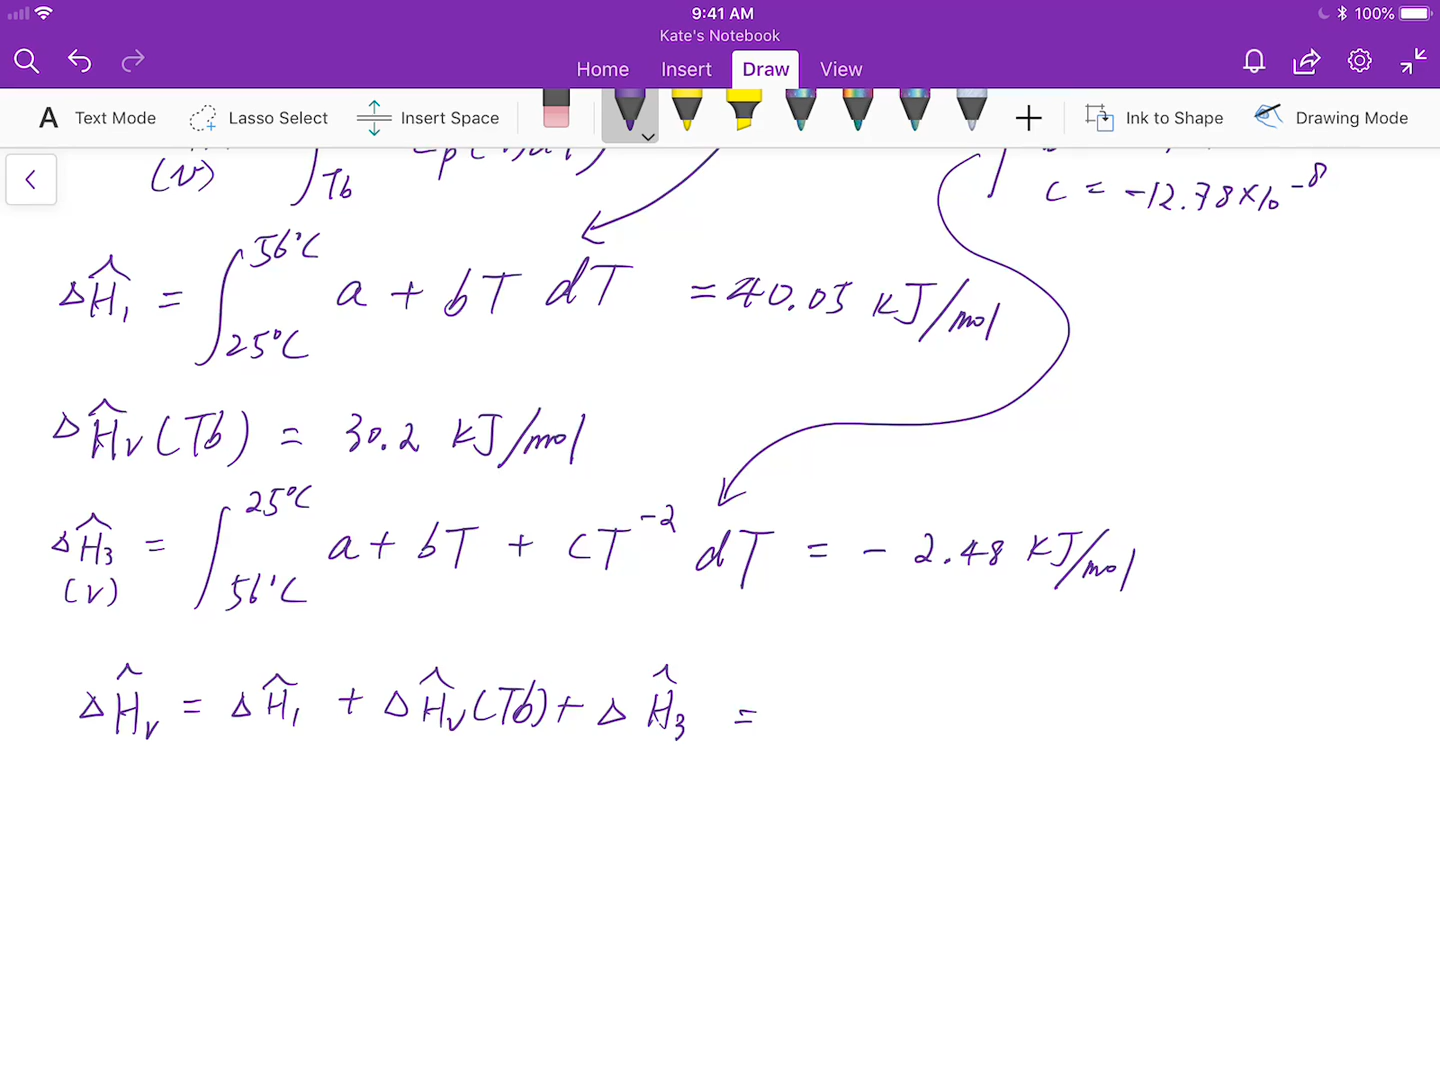 9:41 AM
100%
Kate's Notebook
Home Insert Draw View
A Text Mode Lasso Select Insert Space Ink to Shape Drawing Mode
(v) ∫Tb
c = -12.78×10⁻⁸
ΔĤ₁ = ∫₂₅°C^56°C a + bT dT = 40.05 kJ/mol
ΔĤv(Tb) = 30.2 kJ/mol
ΔĤ₃ = ∫₅₆°C^25°C a + bT + cT⁻² dT = - 2.48 kJ/mol
(v)
ΔĤv = ΔĤ₁ + ΔĤv(Tb) + ΔĤ₃ =